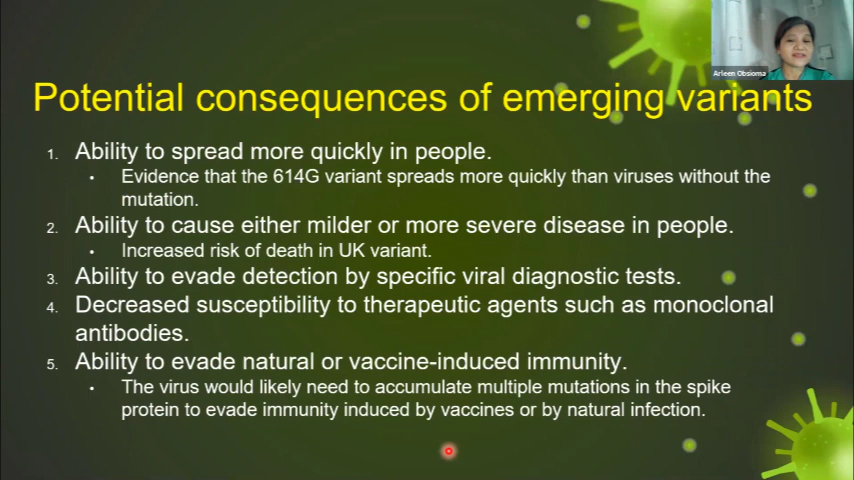 Arleen Obsioma
Potential consequences of emerging variants
1. Ability to spread more quickly in people.
• Evidence that the 614G variant spreads more quickly than viruses without the
mutation.
2. Ability to cause either milder or more severe disease in people.
• Increased risk of death in UK variant.
3. Ability to evade detection by specific viral diagnostic tests.
4. Decreased susceptibility to therapeutic agents such as monoclonal
antibodies.
5. Ability to evade natural or vaccine-induced immunity.
• The virus would likely need to accumulate multiple mutations in the spike
protein to evade immunity induced by vaccines or by natural infection.